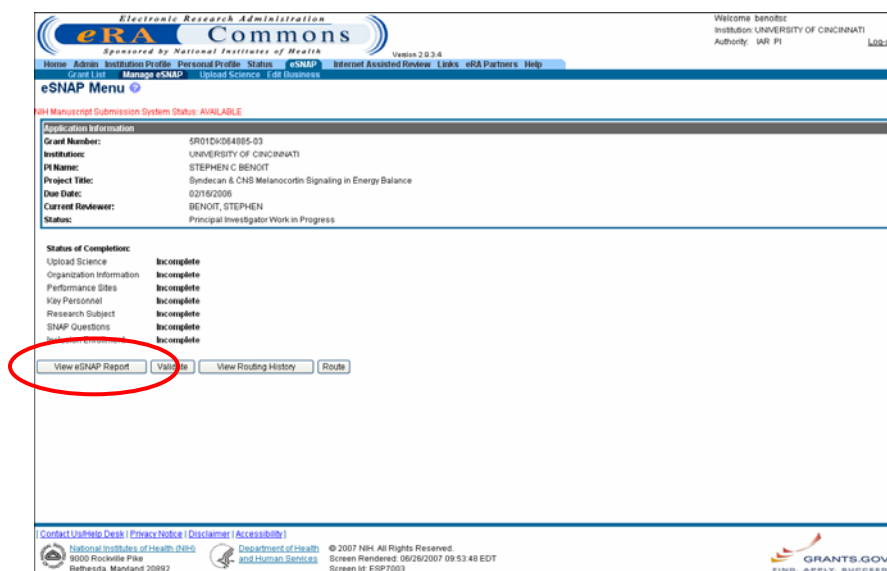 Electronic Research Administration
eRA Commons
Sponsored by National Institutes of Health
Version 2.9.3.4
Welcome benoitsc
Institution: UNIVERSITY OF CINCINNATI
Authority: IAR PI
Home Admin Institution Profile Personal Profile Status eSNAP Internet Assisted Review Links eRA Partners Help
Grant List Manage eSNAP Upload Science Edit Business
eSNAP Menu
NIH Manuscript Submission System Status: AVAILABLE
Application Information
Grant Number: 5R01DK064885-03
Institution: UNIVERSITY OF CINCINNATI
PI Name: STEPHEN C BENOIT
Project Title: Syndecan & CNS Melanocortin Signaling in Energy Balance
Due Date: 02/16/2006
Current Reviewer: BENOIT, STEPHEN
Status: Principal Investigator Work in Progress
Status of Completion:
Upload Science Incomplete
Organization Information Incomplete
Performance Sites Incomplete
Key Personnel Incomplete
Research Subject Incomplete
SNAP Questions Incomplete
Inclusion Enrollment Incomplete
View eSNAP Report Validate View Routing History Route
[ Contact Us/Help Desk | Privacy Notice | Disclaimer | Accessibility ]
National Institutes of Health (NIH)
9000 Rockville Pike
Bethesda, Maryland 20892
Department of Health
and Human Services
© 2007 NIH. All Rights Reserved.
Screen Rendered: 06/26/2007 09:53:48 EDT
Screen Id: ESP7003
GRANTS.GOV
FIND. APPLY. SUCCEED